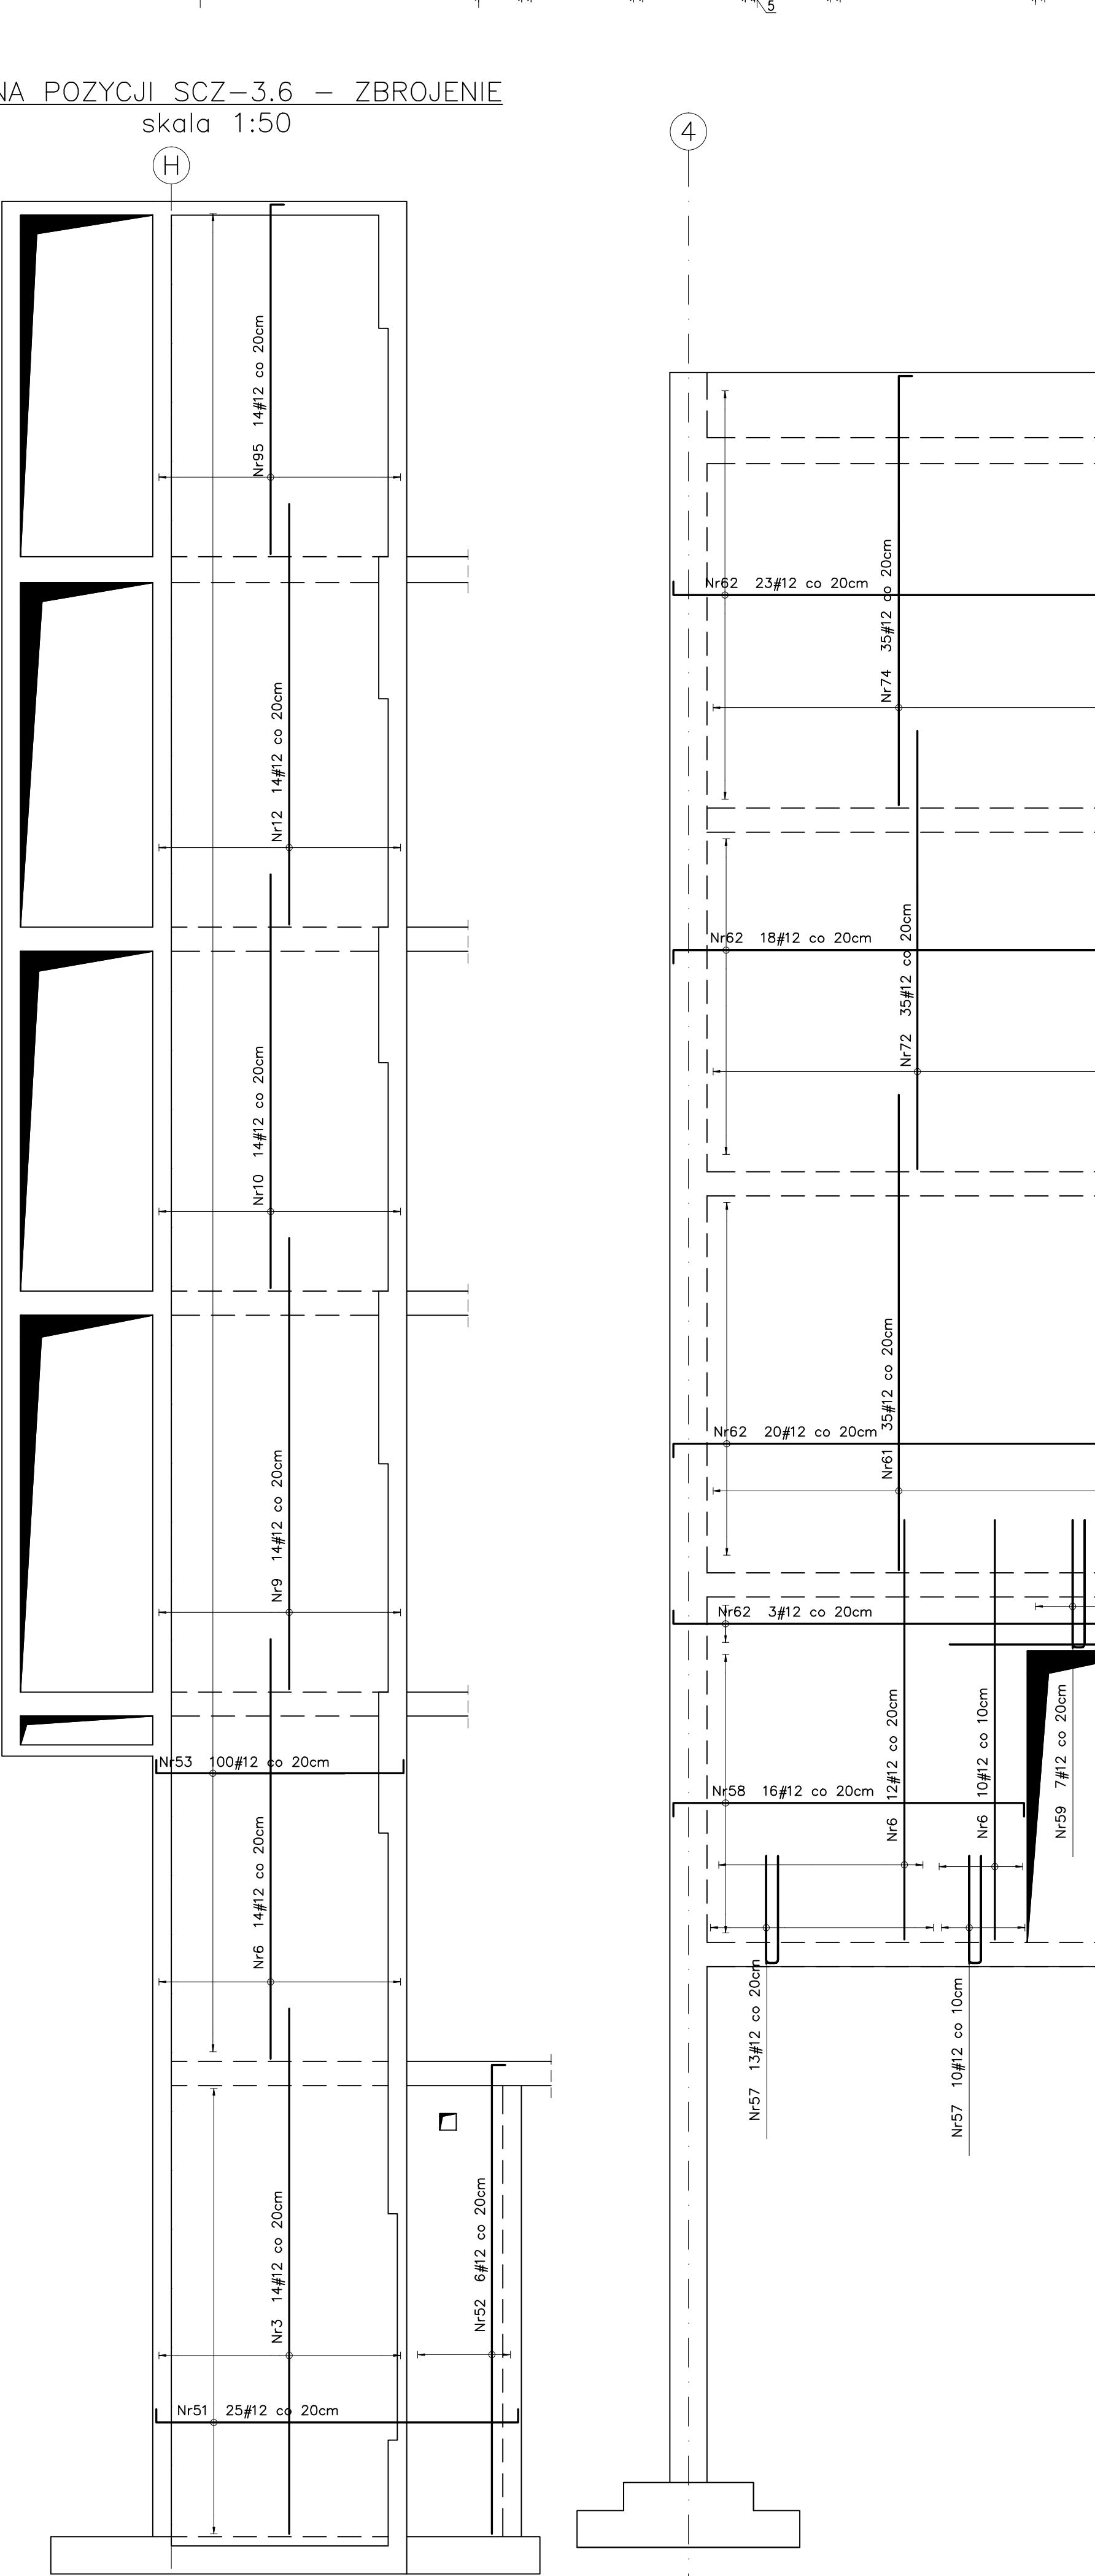 5
NA POZYCJI SCZ-3.6 - ZBROJENIE
skala 1:50
H
4
Nr95 14#12 co 20cm
Nr12 14#12 co 20cm
Nr10 14#12 co 20cm
Nr9 14#12 co 20cm
Nr53 100#12 co 20cm
Nr6 14#12 co 20cm
Nr3 14#12 co 20cm
Nr52 6#12 co 20cm
Nr51 25#12 co 20cm
Nr62 23#12 co 20cm
Nr74 35#12 co 20cm
Nr62 18#12 co 20cm
Nr72 35#12 co 20cm
Nr62 20#12 co 20cm
Nr61 35#12 co 20cm
Nr62 3#12 co 20cm
Nr58 16#12 co 20cm
Nr6 12#12 co 20cm
Nr6 10#12 co 10cm
Nr59 7#12 co 20cm
Nr57 13#12 co 20cm
Nr57 10#12 co 10cm